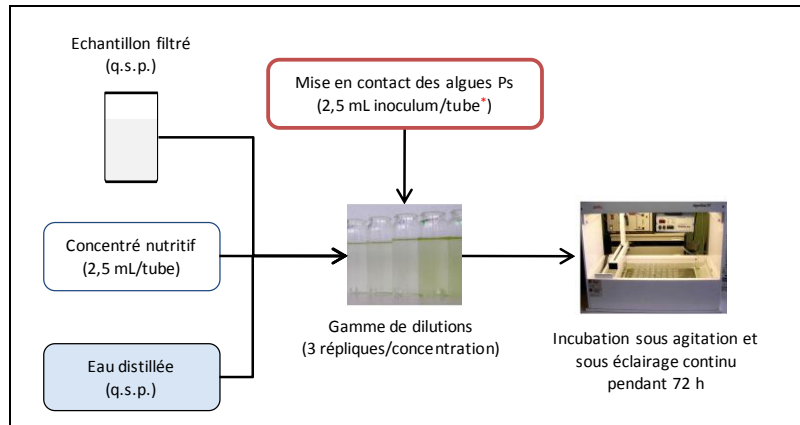 Echantillon filtré
(q.s.p.)
Mise en contact des algues Ps
(2,5 mL inoculum/tube*)
Concentré nutritif
(2,5 mL/tube)
Eau distillée
(q.s.p.)
Gamme de dilutions
(3 répliques/concentration)
Incubation sous agitation et
sous éclairage continu
pendant 72 h